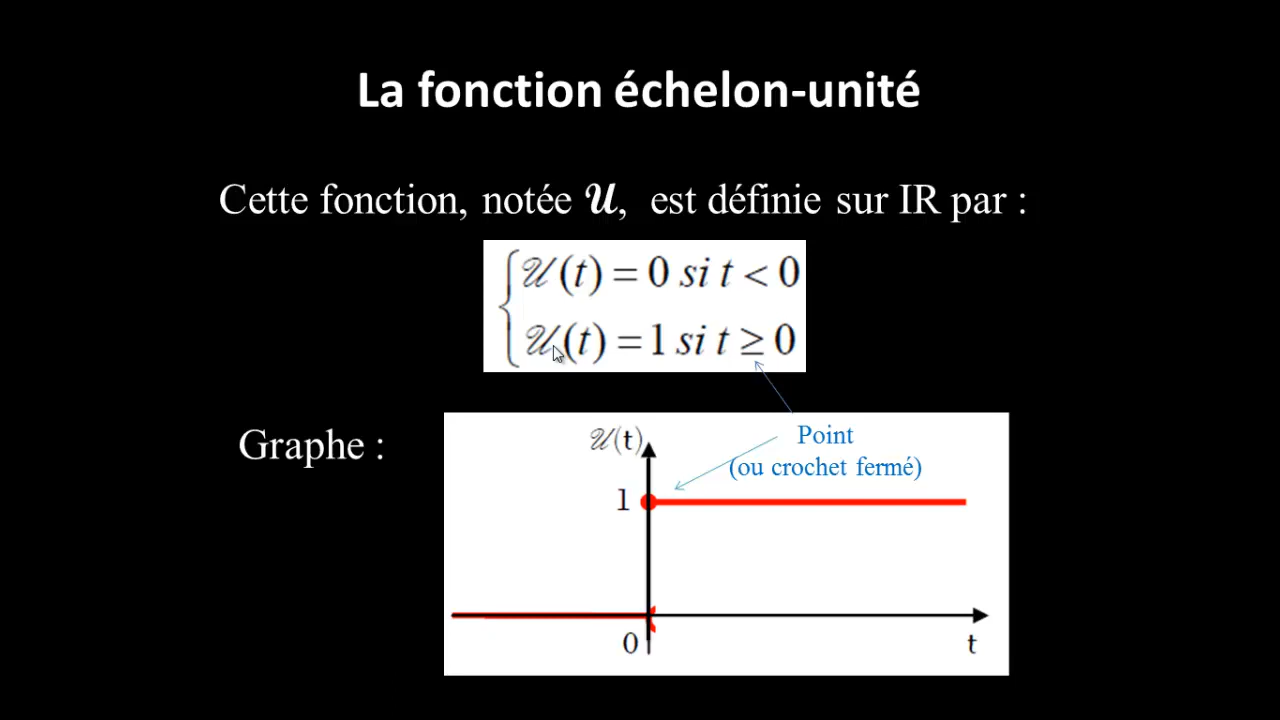 La fonction échelon-unité
Cette fonction, notée 𝒰, est définie sur IR par :
𝒰(t) = 0 si t < 0
𝒰(t) = 1 si t ≥ 0
Graphe :
𝒰(t)
Point
(ou crochet fermé)
1
0
t